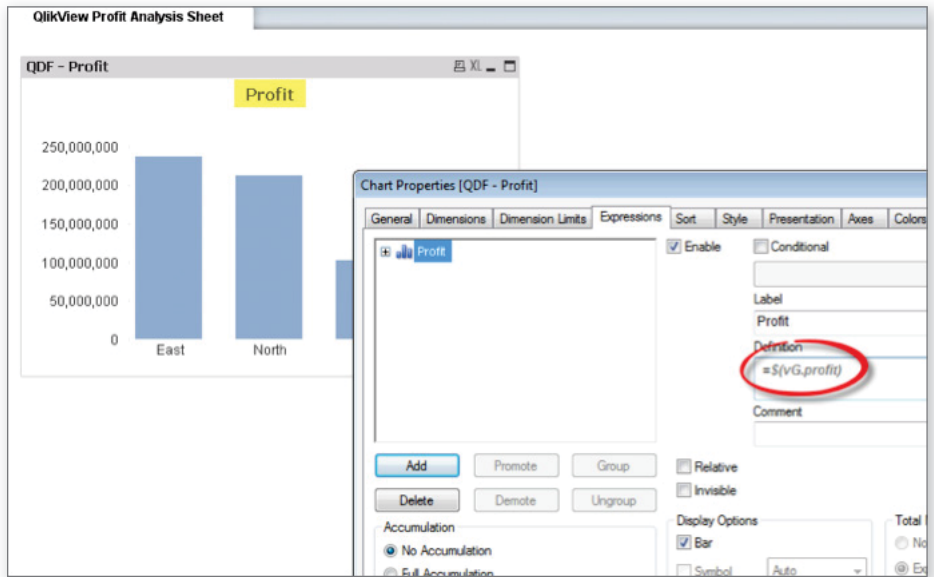 QlikView Profit Analysis Sheet
QDF - Profit XL
Profit
250,000,000
200,000,000
150,000,000
100,000,000
50,000,000
0
East North
Chart Properties [QDF - Profit]
General Dimensions Dimension Limits Expressions Sort Style Presentation Axes Colors
Profit
Enable Conditional
Label
Profit
Definition
=$(vG.profit)
Comment
Add Promote Group
Delete Demote Ungroup
Relative
Invisible
Accumulation
No Accumulation
Full Accumulation
Display Options
Bar
Symbol Auto
Total
No